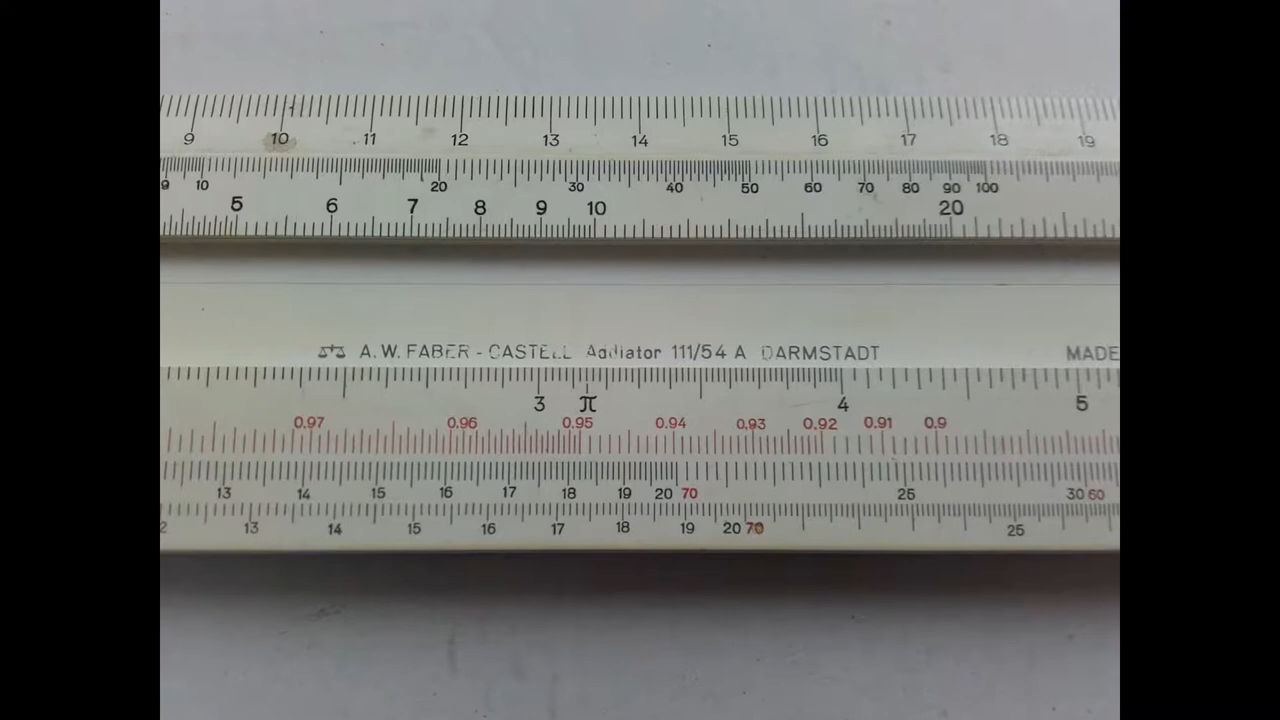 9 10 11 12 13 14 15 16 17 18 19
9 10 20 30 40 50 60 70 80 90 100
5 6 7 8 9 10 20
A.W. FABER - CASTELL Addiator 111/54 A DARMSTADT MADE
3 π 4 5
0.97 0.96 0.95 0.94 0.93 0.92 0.91 0.9
13 14 15 16 17 18 19 20 70 25 30 60
2 13 14 15 16 17 18 19 20 70 25